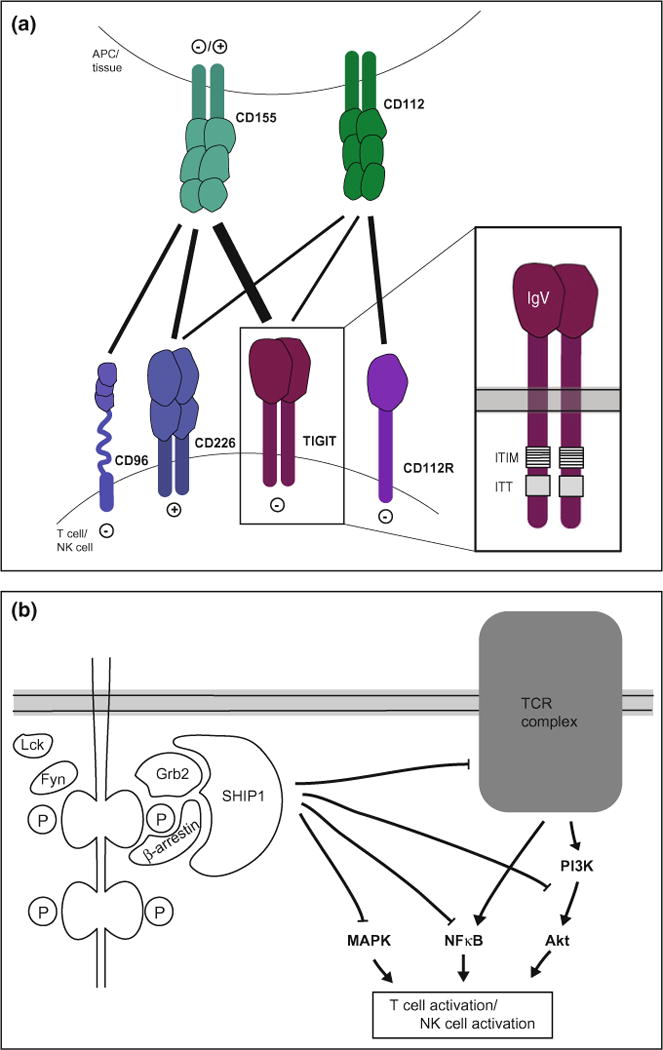 (a)
APC/
tissue
-/+
CD155
CD112
IgV
CD96
CD226
TIGIT
CD112R
ITIM
ITT
T cell/
NK cell
-
+
-
-
(b)
TCR
complex
Lck
Fyn
Grb2
SHIP1
β-arrestin
P
P
P
P
PI3K
MAPK
NFκB
Akt
T cell activation/
NK cell activation